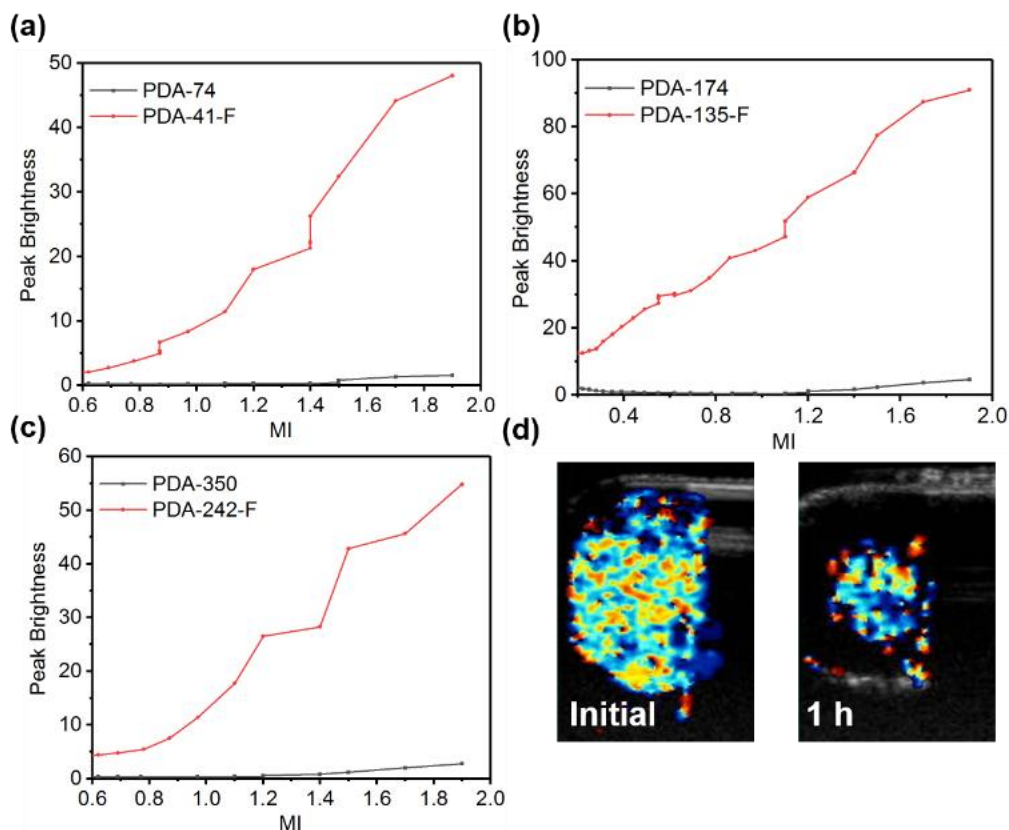 (a)
50
40
30
20
10
0
Peak Brightness
PDA-74
PDA-41-F
0.6 0.8 1.0 1.2 1.4 1.6 1.8 2.0
MI
(b)
100
80
60
40
20
0
Peak Brightness
PDA-174
PDA-135-F
0.4 0.8 1.2 1.6 2.0
MI
(c)
60
50
40
30
20
10
0
Peak Brightness
PDA-350
PDA-242-F
0.6 0.8 1.0 1.2 1.4 1.6 1.8 2.0
MI
(d)
Initial
1 h